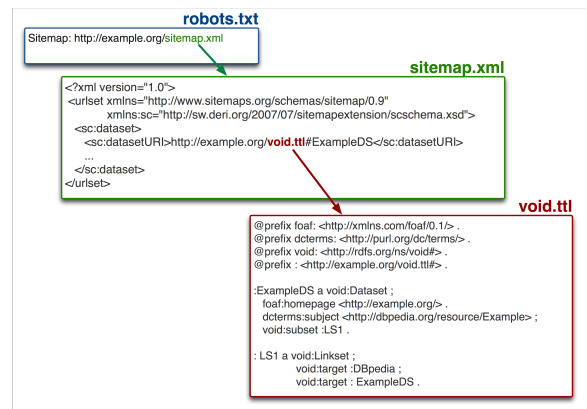 robots.txt
Sitemap: http://example.org/sitemap.xml
sitemap.xml
<?xml version="1.0">
<urlset xmlns="http://www.sitemaps.org/schemas/sitemap/0.9"
xmlns:sc="http://sw.deri.org/2007/07/sitemapextension/scschema.xsd">
<sc:dataset>
<sc:datasetURI>http://example.org/void.ttl#ExampleDS</sc:datasetURI>
...
</sc:dataset>
</urlset>
void.ttl
@prefix foaf: <http://xmlns.com/foaf/0.1/> .
@prefix dcterms: <http://purl.org/dc/terms/> .
@prefix void: <http://rdfs.org/ns/void#> .
@prefix : <http://example.org/void.ttl#> .
:ExampleDS a void:Dataset ;
foaf:homepage <http://example.org/> .
dcterms:subject <http://dbpedia.org/resource/Example> ;
void:subset :LS1 .
: LS1 a void:Linkset ;
void:target :DBpedia ;
void:target : ExampleDS .